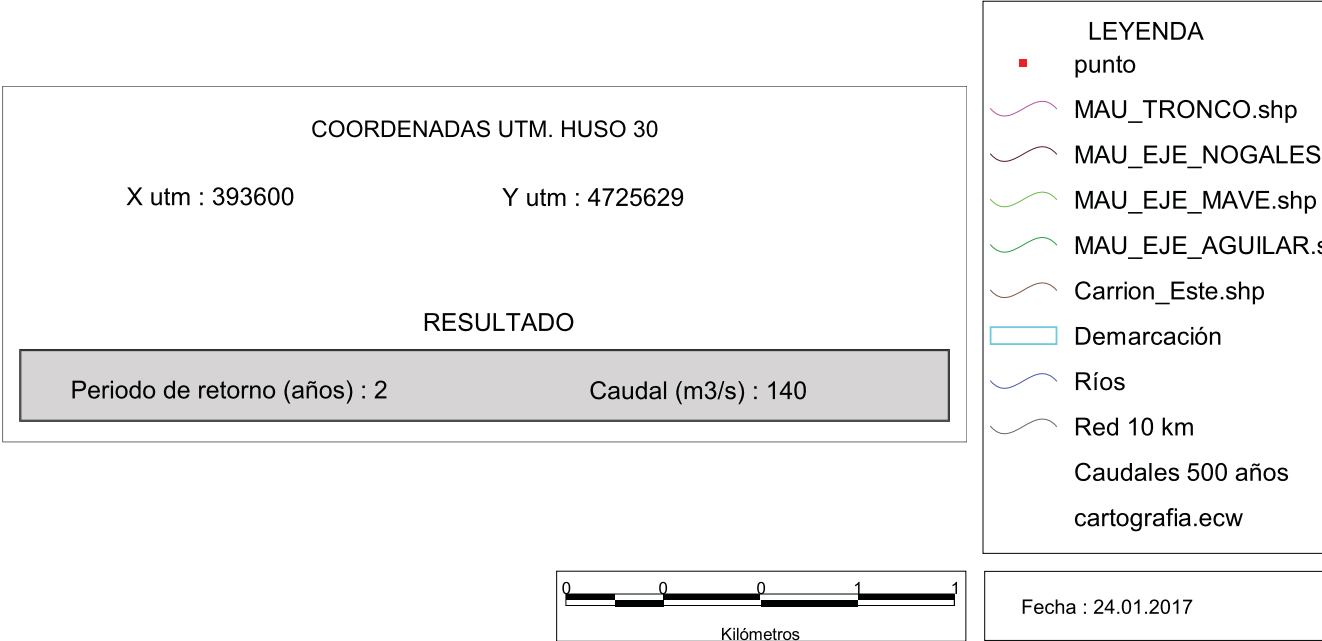 COORDENADAS UTM. HUSO 30
X utm : 393600 Y utm : 4725629
RESULTADO
Periodo de retorno (años) : 2 Caudal (m3/s) : 140
LEYENDA
punto
MAU_TRONCO.shp
MAU_EJE_NOGALES
MAU_EJE_MAVE.shp
MAU_EJE_AGUILAR.s
Carrion_Este.shp
Demarcación
Ríos
Red 10 km
Caudales 500 años
cartografia.ecw
0 0 0 1 1
Kilómetros
Fecha : 24.01.2017